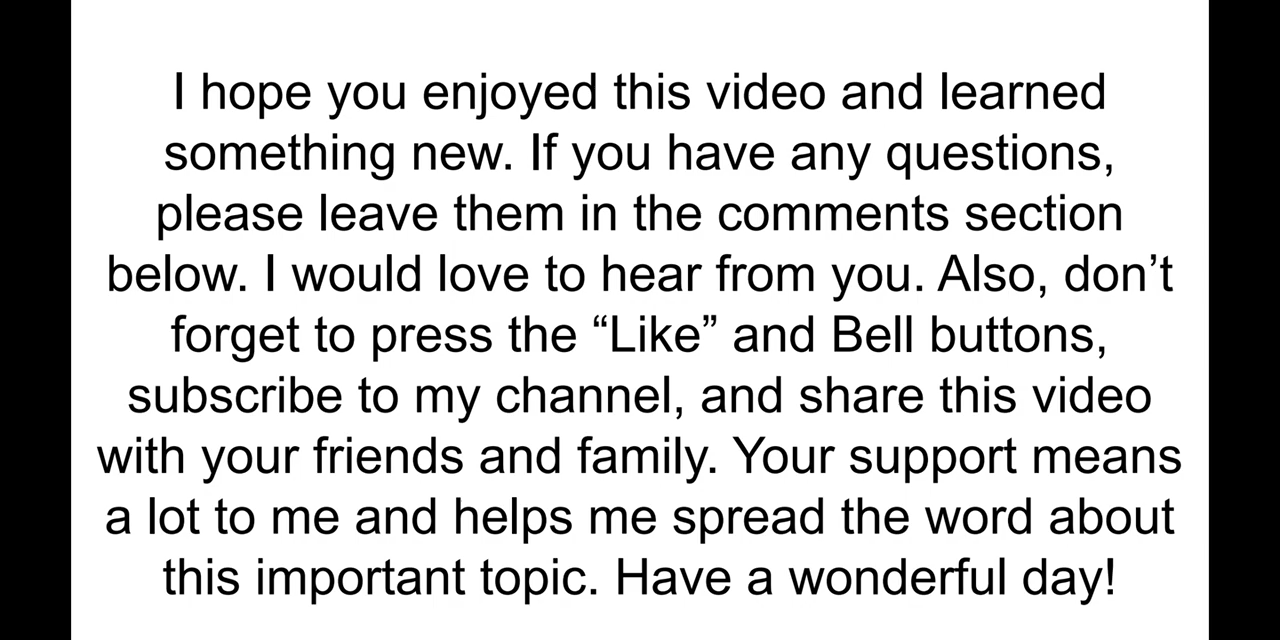 I hope you enjoyed this video and learned
something new. If you have any questions,
please leave them in the comments section
below. I would love to hear from you. Also, don’t
forget to press the “Like” and Bell buttons,
subscribe to my channel, and share this video
with your friends and family. Your support means
a lot to me and helps me spread the word about
this important topic. Have a wonderful day!